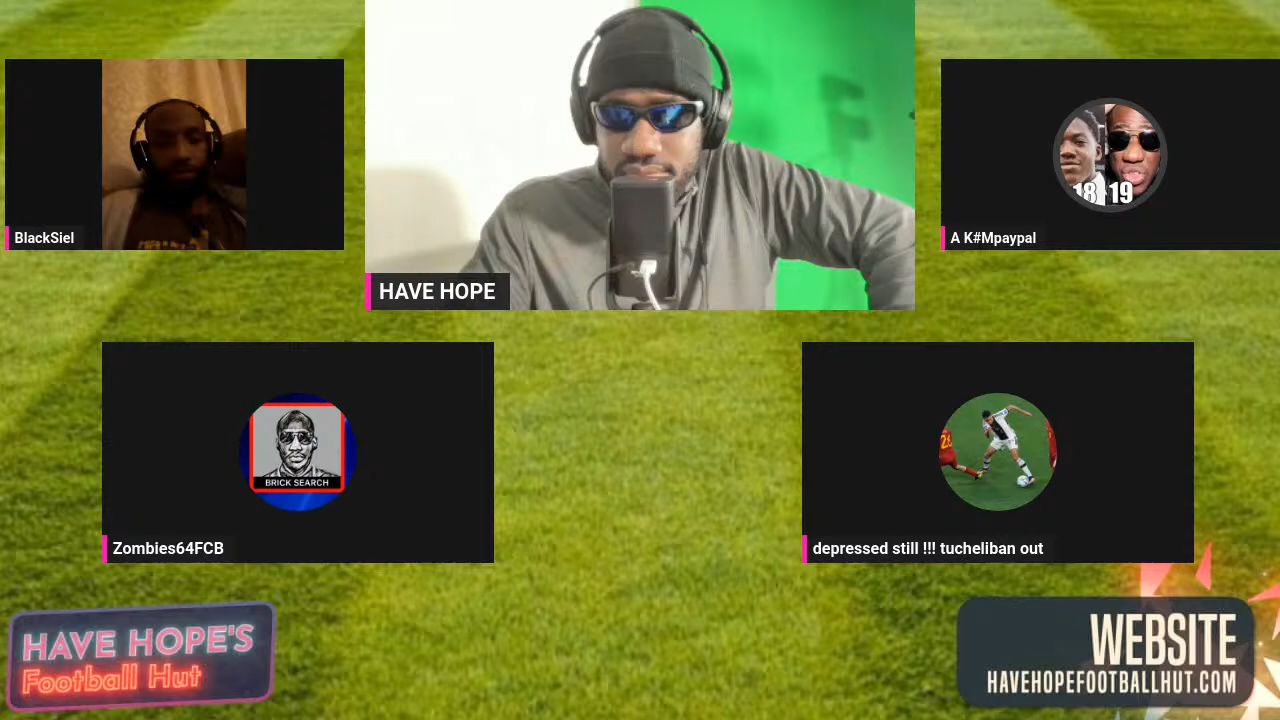 BlackSiel
HAVE HOPE
A K#Mpaypal
18 19
BRICK SEARCH
Zombies64FCB
depressed still !!! tucheliban out
HAVE HOPE'S
Football Hut
WEBSITE
HAVEHOPEFOOTBALLHUT.COM